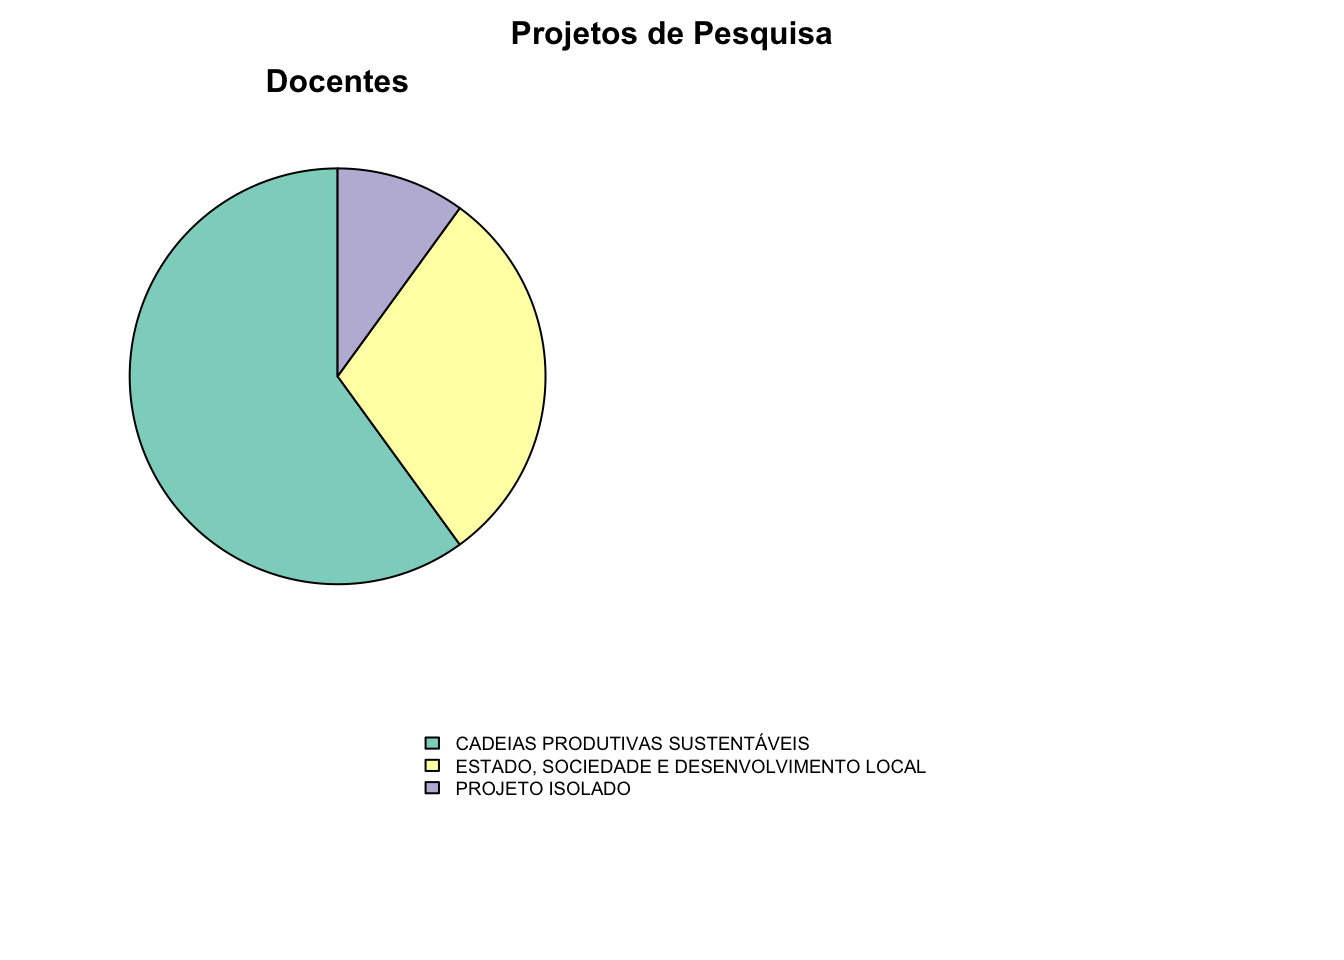 Projetos de Pesquisa
Docentes
CADEIAS PRODUTIVAS SUSTENTÁVEIS
ESTADO, SOCIEDADE E DESENVOLVIMENTO LOCAL
PROJETO ISOLADO